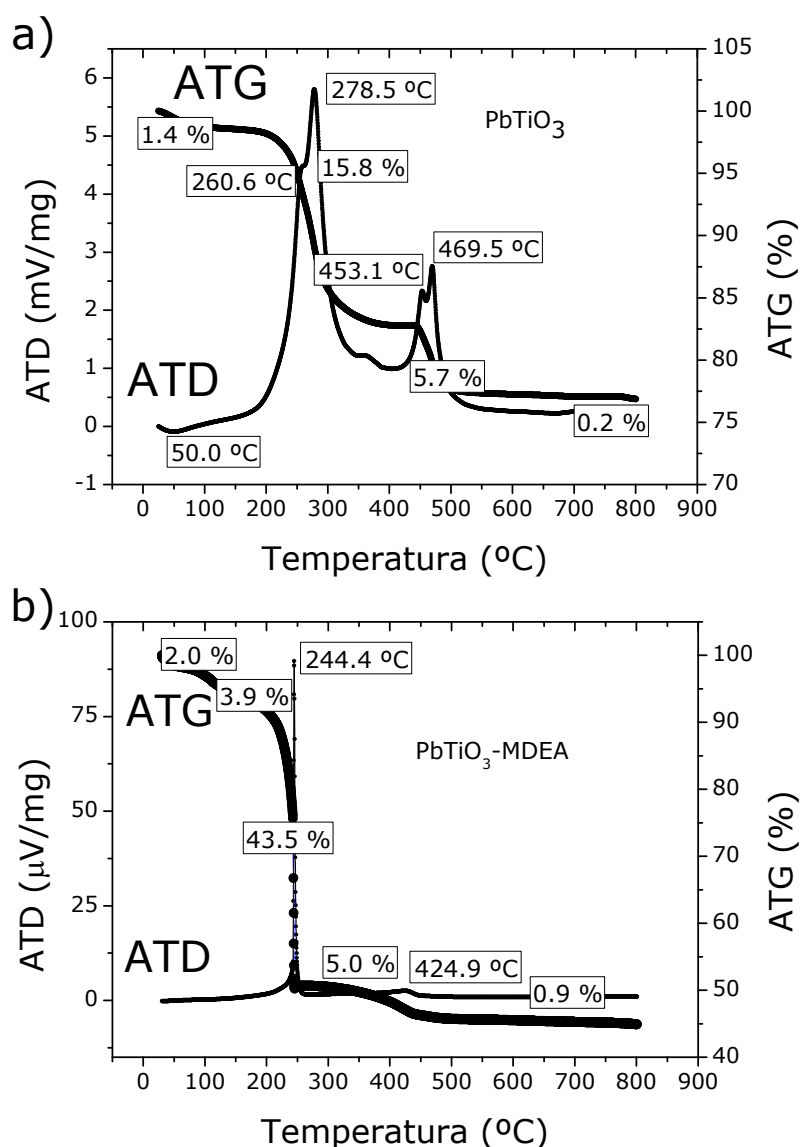 a)
ATG
278.5 ºC
PbTiO3
1.4 %
260.6 ºC
15.8 %
453.1 ºC
469.5 ºC
ATD
5.7 %
0.2 %
50.0 ºC
6
5
4
3
2
1
0
-1
ATD (mV/mg)
105
100
95
90
85
80
75
70
ATG (%)
0 100 200 300 400 500 600 700 800 900
Temperatura (ºC)
b)
2.0 %
244.4 ºC
3.9 %
ATG
PbTiO3-MDEA
43.5 %
ATD
5.0 %
424.9 ºC
0.9 %
100
75
50
25
0
ATD (µV/mg)
100
90
80
70
60
50
40
ATG (%)
0 100 200 300 400 500 600 700 800 900
Temperatura (ºC)